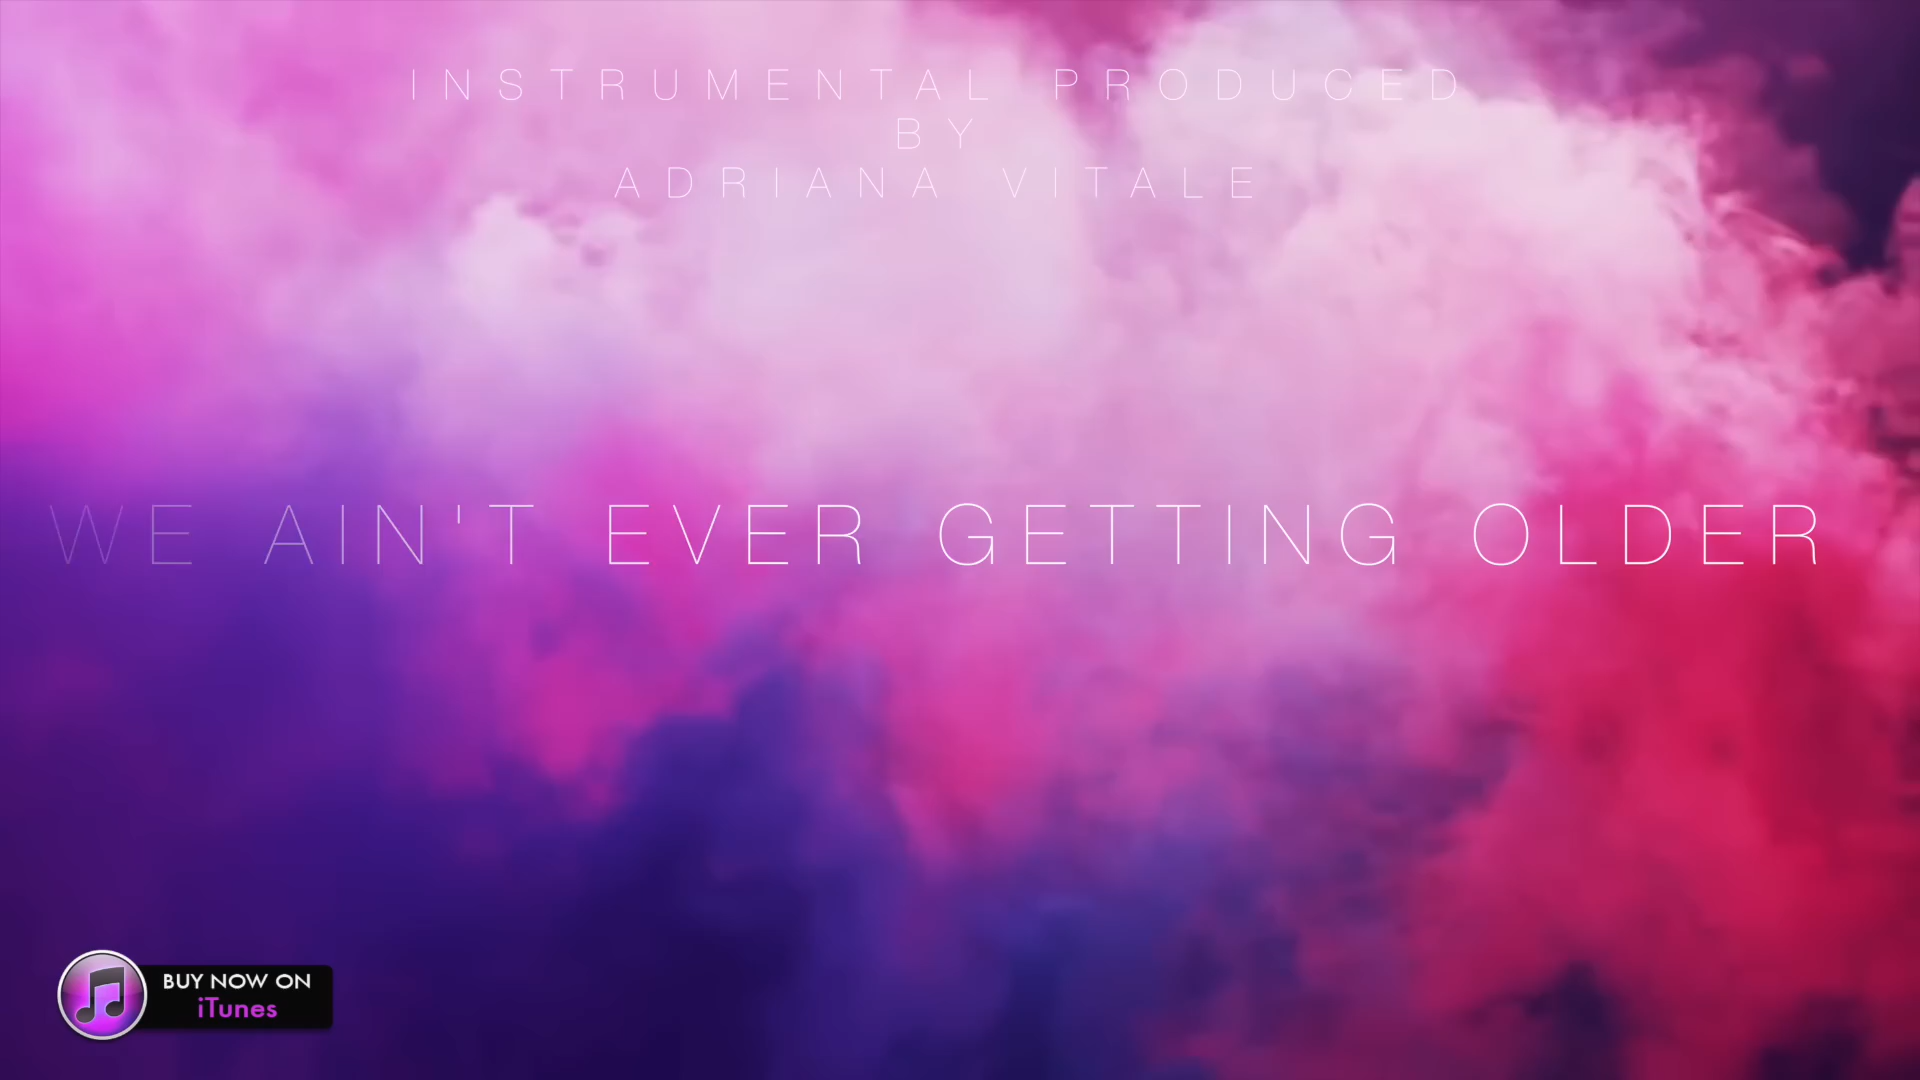 INSTRUMENTAL PRODUCED
BY
ADRIANA VITALE
WE AIN'T EVER GETTING OLDER
BUY NOW ON
iTunes